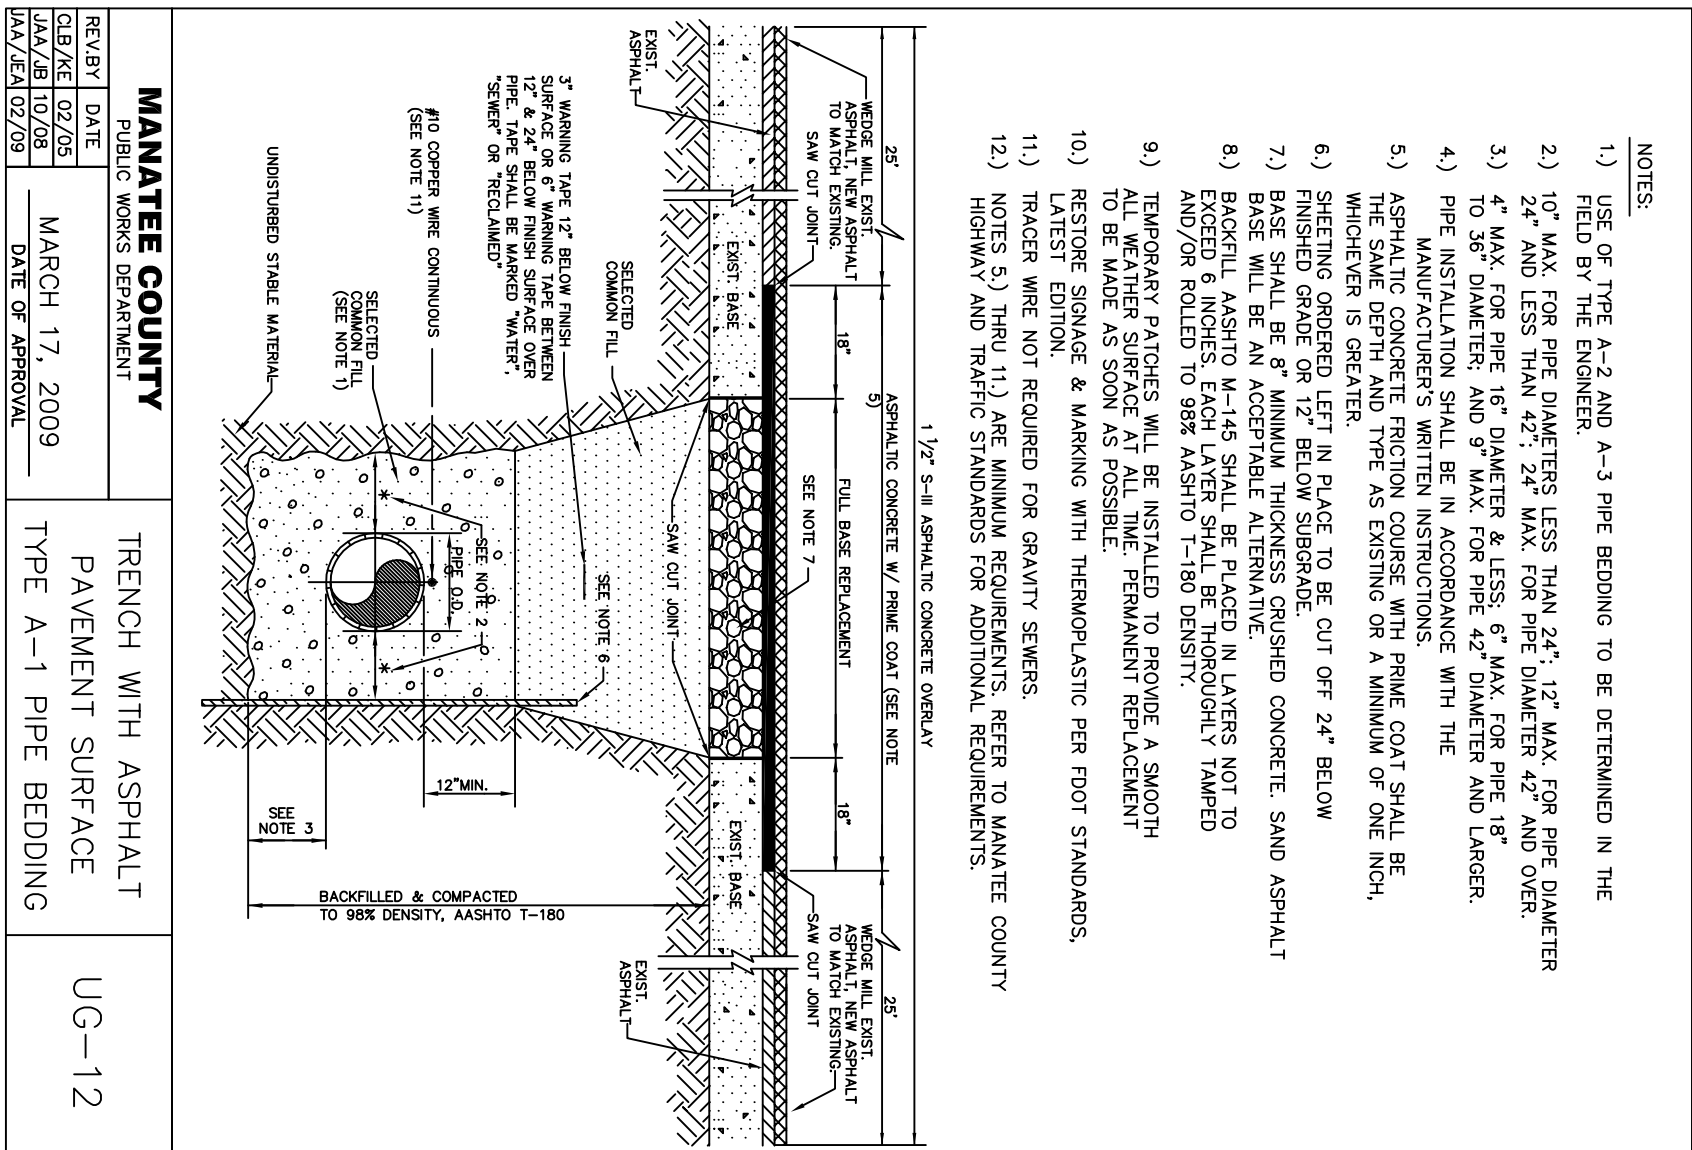 NOTES:
1.) USE OF TYPE A-2 AND A-3 PIPE BEDDING TO BE DETERMINED IN THE
FIELD BY THE ENGINEER.
2.) 10" MAX. FOR PIPE DIAMETERS LESS THAN 24"; 12" MAX. FOR PIPE DIAMETER
24" AND LESS THAN 42"; 24" MAX. FOR PIPE DIAMETER 42" AND OVER.
3.) 4" MAX. FOR PIPE 16" DIAMETER & LESS; 6" MAX. FOR PIPE 18"
TO 36" DIAMETER; AND 9" MAX. FOR PIPE 42" DIAMETER AND LARGER.
4.) PIPE INSTALLATION SHALL BE IN ACCORDANCE WITH THE
MANUFACTURER'S WRITTEN INSTRUCTIONS.
5.) ASPHALTIC CONCRETE FRICTION COURSE WITH PRIME COAT SHALL BE
THE SAME DEPTH AND TYPE AS EXISTING OR A MINIMUM OF ONE INCH,
WHICHEVER IS GREATER.
6.) SHEETING ORDERED LEFT IN PLACE TO BE CUT OFF 24" BELOW
FINISHED GRADE OR 12" BELOW SUBGRADE.
7.) BASE SHALL BE 8" MINIMUM THICKNESS CRUSHED CONCRETE. SAND ASPHALT
BASE WILL BE AN ACCEPTABLE ALTERNATIVE.
8.) BACKFILL AASHTO M-145 SHALL BE PLACED IN LAYERS NOT TO
EXCEED 6 INCHES. EACH LAYER SHALL BE THOROUGHLY TAMPED
AND/OR ROLLED TO 98% AASHTO T-180 DENSITY.
9.) TEMPORARY PATCHES WILL BE INSTALLED TO PROVIDE A SMOOTH
ALL WEATHER SURFACE AT ALL TIME. PERMANENT REPLACEMENT
TO BE MADE AS SOON AS POSSIBLE.
10.) RESTORE SIGNAGE & MARKING WITH THERMOPLASTIC PER FDOT STANDARDS,
LATEST EDITION.
11.) TRACER WIRE NOT REQUIRED FOR GRAVITY SEWERS.
12.) NOTES 5.) THRU 11.) ARE MINIMUM REQUIREMENTS. REFER TO MANATEE COUNTY
HIGHWAY AND TRAFFIC STANDARDS FOR ADDITIONAL REQUIREMENTS.
1 1/2" S-III ASPHALTIC CONCRETE OVERLAY
25'
ASPHALTIC CONCRETE W/ PRIME COAT (SEE NOTE
5)
25'
WEDGE MILL EXIST.
ASPHALT, NEW ASPHALT
TO MATCH EXISTING.
SAW CUT JOINT
18"
FULL BASE REPLACEMENT
18"
WEDGE MILL EXIST.
ASPHALT, NEW ASPHALT
TO MATCH EXISTING.
SAW CUT JOINT
SEE NOTE 7
EXIST. BASE
EXIST. BASE
EXIST.
ASPHALT
EXIST.
ASPHALT
SAW CUT JOINT
SELECTED
COMMON FILL
SEE NOTE 6
3" WARNING TAPE 12" BELOW FINISH
SURFACE OR 6" WARNING TAPE BETWEEN
12" & 24" BELOW FINISH SURFACE OVER
PIPE. TAPE SHALL BE MARKED "WATER",
"SEWER" OR "RECLAIMED"
SEE NOTE 2
PIPE O.D.
*
*
#10 COPPER WIRE CONTINUOUS
(SEE NOTE 11)
SELECTED
COMMON FILL
(SEE NOTE 1)
UNDISTURBED STABLE MATERIAL
12"MIN.
SEE
NOTE 3
BACKFILLED & COMPACTED
TO 98% DENSITY, AASHTO T-180
MANATEE COUNTY
PUBLIC WORKS DEPARTMENT
REV.BY DATE
CLB/KE 02/05
JAA/JB 10/08
JAA/JEA 02/09
MARCH 17, 2009
DATE OF APPROVAL
TRENCH WITH ASPHALT
PAVEMENT SURFACE
TYPE A-1 PIPE BEDDING
UG-12